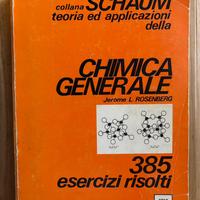 collana SCHAUM
teoria ed applicazioni
della
CHIMICA
GENERALE
Jerome L. ROSENBERG
385
esercizi risolti